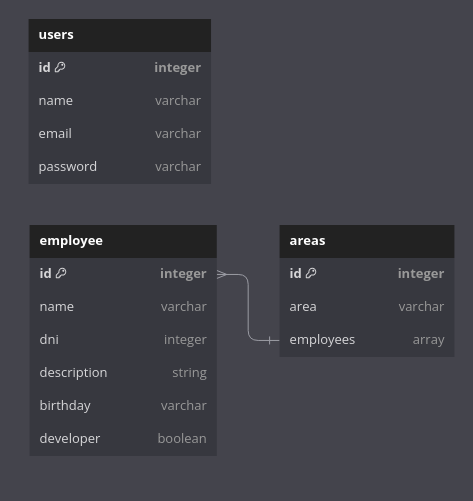 users
id integer
name varchar
email varchar
password varchar
employee
id integer
name varchar
dni integer
description string
birthday varchar
developer boolean
areas
id integer
area varchar
employees array